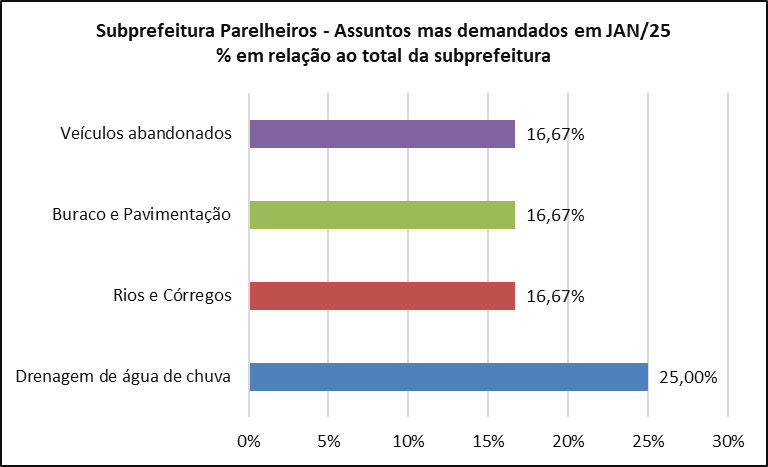 Subprefeitura Parelheiros - Assuntos mas demandados em JAN/25
% em relação ao total da subprefeitura
Veículos abandonados
16,67%
Buraco e Pavimentação
16,67%
Rios e Córregos
16,67%
Drenagem de água de chuva
25,00%
0% 5% 10% 15% 20% 25% 30%